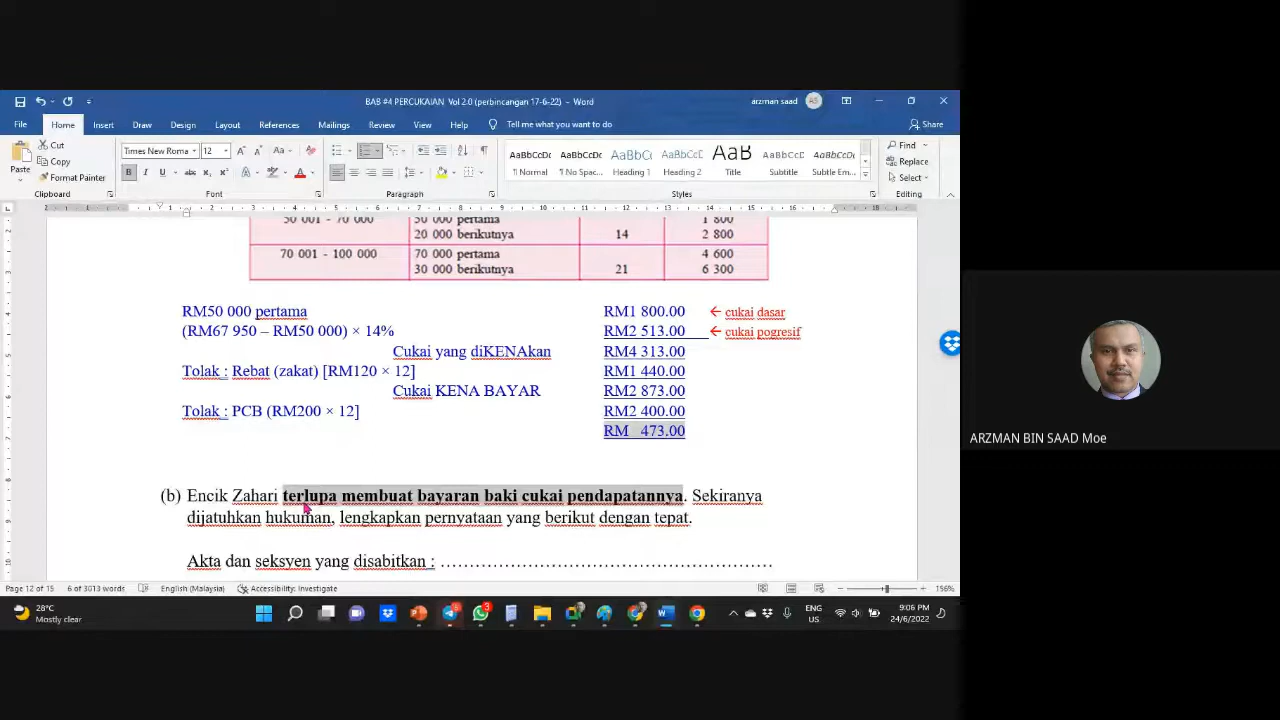 BAB #4 PERCUKAIAN Vol 2.0 (perbincangan 17-6-22) – Word
arzman saad AS
File Home Insert Draw Design Layout References Mailings Review View Help Tell me what you want to do Share
Paste Cut Copy Format Painter
Times New Roma 12
AaBbCcDc AaBbCcDc AaBbCc AaBbCcDc AaB AaBbCcD AaBbCcDc
¶ Normal ¶ No Spac... Heading 1 Heading 2 Title Subtitle Subtle Em...
Find Replace Select
Clipboard Font Paragraph Styles Editing
50 001 - 70 000 50 000 pertama 1 800
20 000 berikutnya 14 2 800
70 001 - 100 000 70 000 pertama 4 600
30 000 berikutnya 21 6 300
RM50 000 pertama RM1 800.00 ← cukai dasar
(RM67 950 – RM50 000) × 14% RM2 513.00 ← cukai pogresif
Cukai yang diKENAkan RM4 313.00
Tolak : Rebat (zakat) [RM120 × 12] RM1 440.00
Cukai KENA BAYAR RM2 873.00
Tolak : PCB (RM200 × 12] RM2 400.00
RM 473.00
(b) Encik Zahari terlupa membuat bayaran baki cukai pendapatannya. Sekiranya
dijatuhkan hukuman, lengkapkan pernyataan yang berikut dengan tepat.
Akta dan seksyen yang disabitkan : ……………………………………………………
Page 12 of 15 6 of 3013 words English (Malaysia) Accessibility: Investigate 156%
28°C
Mostly clear
ENG
US
9:06 PM
24/6/2022
ARZMAN BIN SAAD Moe